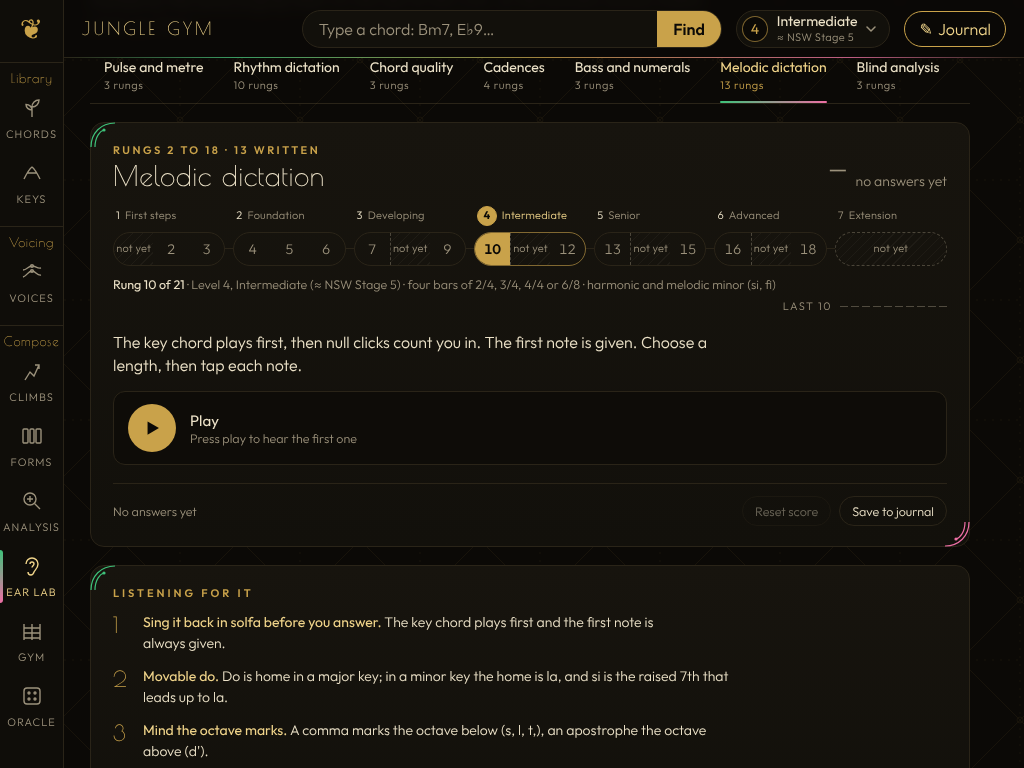 JUNGLE GYM
Type a chord: Bm7, E♭9...
Find
4
Intermediate
≈ NSW Stage 5
✎ Journal
Library
CHORDS
KEYS
Voicing
VOICES
Compose
CLIMBS
FORMS
ANALYSIS
EAR LAB
GYM
ORACLE
Pulse and metre
3 rungs
Rhythm dictation
10 rungs
Chord quality
3 rungs
Cadences
4 rungs
Bass and numerals
3 rungs
Melodic dictation
13 rungs
Blind analysis
3 rungs
RUNGS 2 TO 18 · 13 WRITTEN
Melodic dictation
— no answers yet
1 First steps
2 Foundation
3 Developing
4 Intermediate
5 Senior
6 Advanced
7 Extension
not yet 2 3
4 5 6
7 not yet 9
10 not yet 12
13 not yet 15
16 not yet 18
not yet
Rung 10 of 21 · Level 4, Intermediate (≈ NSW Stage 5) · four bars of 2/4, 3/4, 4/4 or 6/8 · harmonic and melodic minor (si, fi)
LAST 10 — — — — — — — — — —
The key chord plays first, then null clicks count you in. The first note is given. Choose a
length, then tap each note.
Play
Press play to hear the first one
No answers yet
Reset score
Save to journal
LISTENING FOR IT
1 Sing it back in solfa before you answer. The key chord plays first and the first note is
always given.
2 Movable do. Do is home in a major key; in a minor key the home is la, and si is the raised 7th that
leads up to la.
3 Mind the octave marks. A comma marks the octave below (s, l, t,), an apostrophe the octave
above (d').